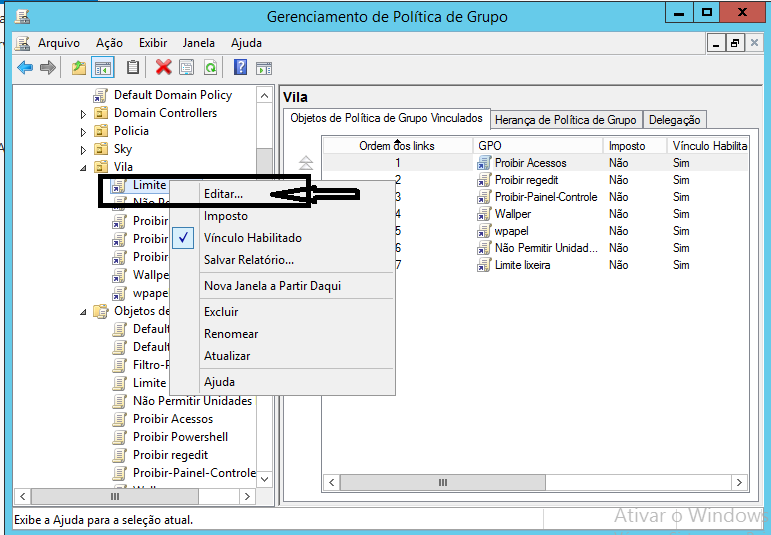 Gerenciamento de Política de Grupo
Arquivo Ação Exibir Janela Ajuda
Default Domain Policy
Domain Controllers
Policia
Sky
Vila
Limite
Não Pe
Proibir
Proibir
Proibir
Wallpe
wpapel
Objetos de
Default
Default
Filtro-P
Limite
Não Permitir Unidades
Proibir Acessos
Proibir Powershell
Proibir regedit
Proibir-Painel-Controle
Editar...
Imposto
Vínculo Habilitado
Salvar Relatório...
Nova Janela a Partir Daqui
Excluir
Renomear
Atualizar
Ajuda
Vila
Objetos de Política de Grupo Vinculados Herança de Política de Grupo Delegação
Ordem dos links GPO Imposto Vínculo Habilita
1 Proibir Acessos Não Sim
2 Proibir regedit Não Sim
3 Proibir-Painel-Controle Não Sim
4 Wallper Não Sim
5 wpapel Não Sim
6 Não Permitir Unidad... Não Sim
7 Limite lixeira Não Sim
Exibe a Ajuda para a seleção atual.
Ativar o Windows